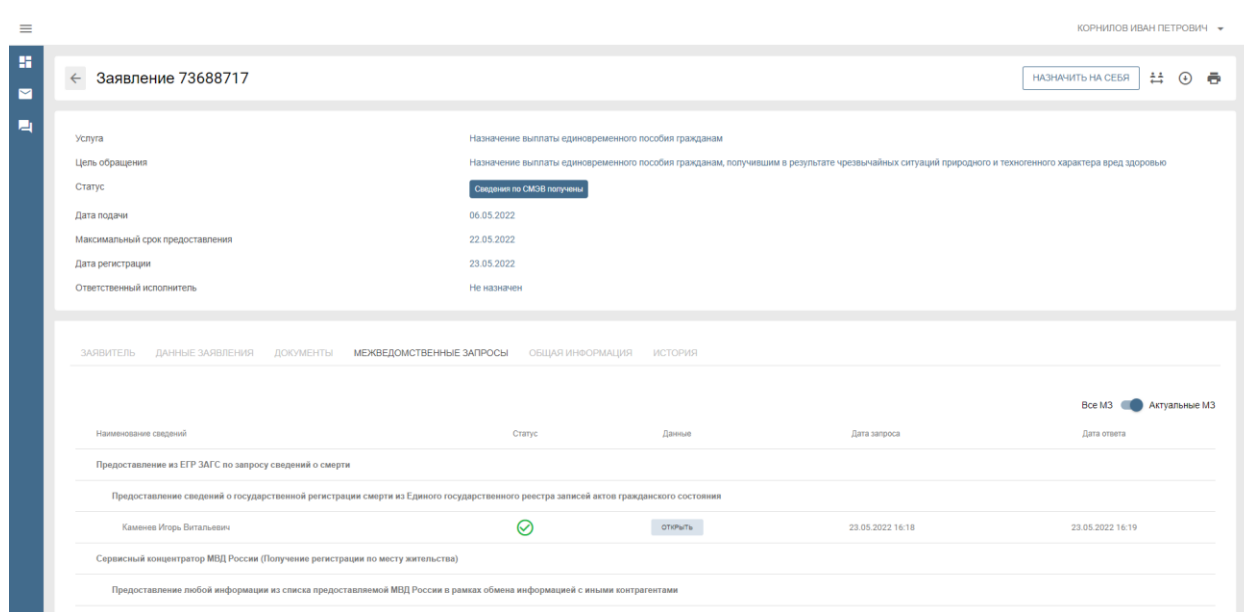 КОРНИЛОВ ИВАН ПЕТРОВИЧ
Заявление 73688717
НАЗНАЧИТЬ НА СЕБЯ
Услуга Назначение выплаты единовременного пособия гражданам
Цель обращения Назначение выплаты единовременного пособия гражданам, получившим в результате чрезвычайных ситуаций природного и техногенного характера вред здоровью
Статус Сведения по СМЭВ получены
Дата подачи 06.05.2022
Максимальный срок предоставления 22.05.2022
Дата регистрации 23.05.2022
Ответственный исполнитель Не назначен
ЗАЯВИТЕЛЬ ДАННЫЕ ЗАЯВЛЕНИЯ ДОКУМЕНТЫ МЕЖВЕДОМСТВЕННЫЕ ЗАПРОСЫ ОБЩАЯ ИНФОРМАЦИЯ ИСТОРИЯ
Все МЗ Актуальные МЗ
Наименование сведений Статус Данные Дата запроса Дата ответа
Предоставление из ЕГР ЗАГС по запросу сведений о смерти
Предоставление сведений о государственной регистрации смерти из Единого государственного реестра записей актов гражданского состояния
Каменев Игорь Витальевич ОТКРЫТЬ 23.05.2022 16:18 23.05.2022 16:19
Сервисный концентратор МВД России (Получение регистрации по месту жительства)
Предоставление любой информации из списка предоставляемой МВД России в рамках обмена информацией с иными контрагентами